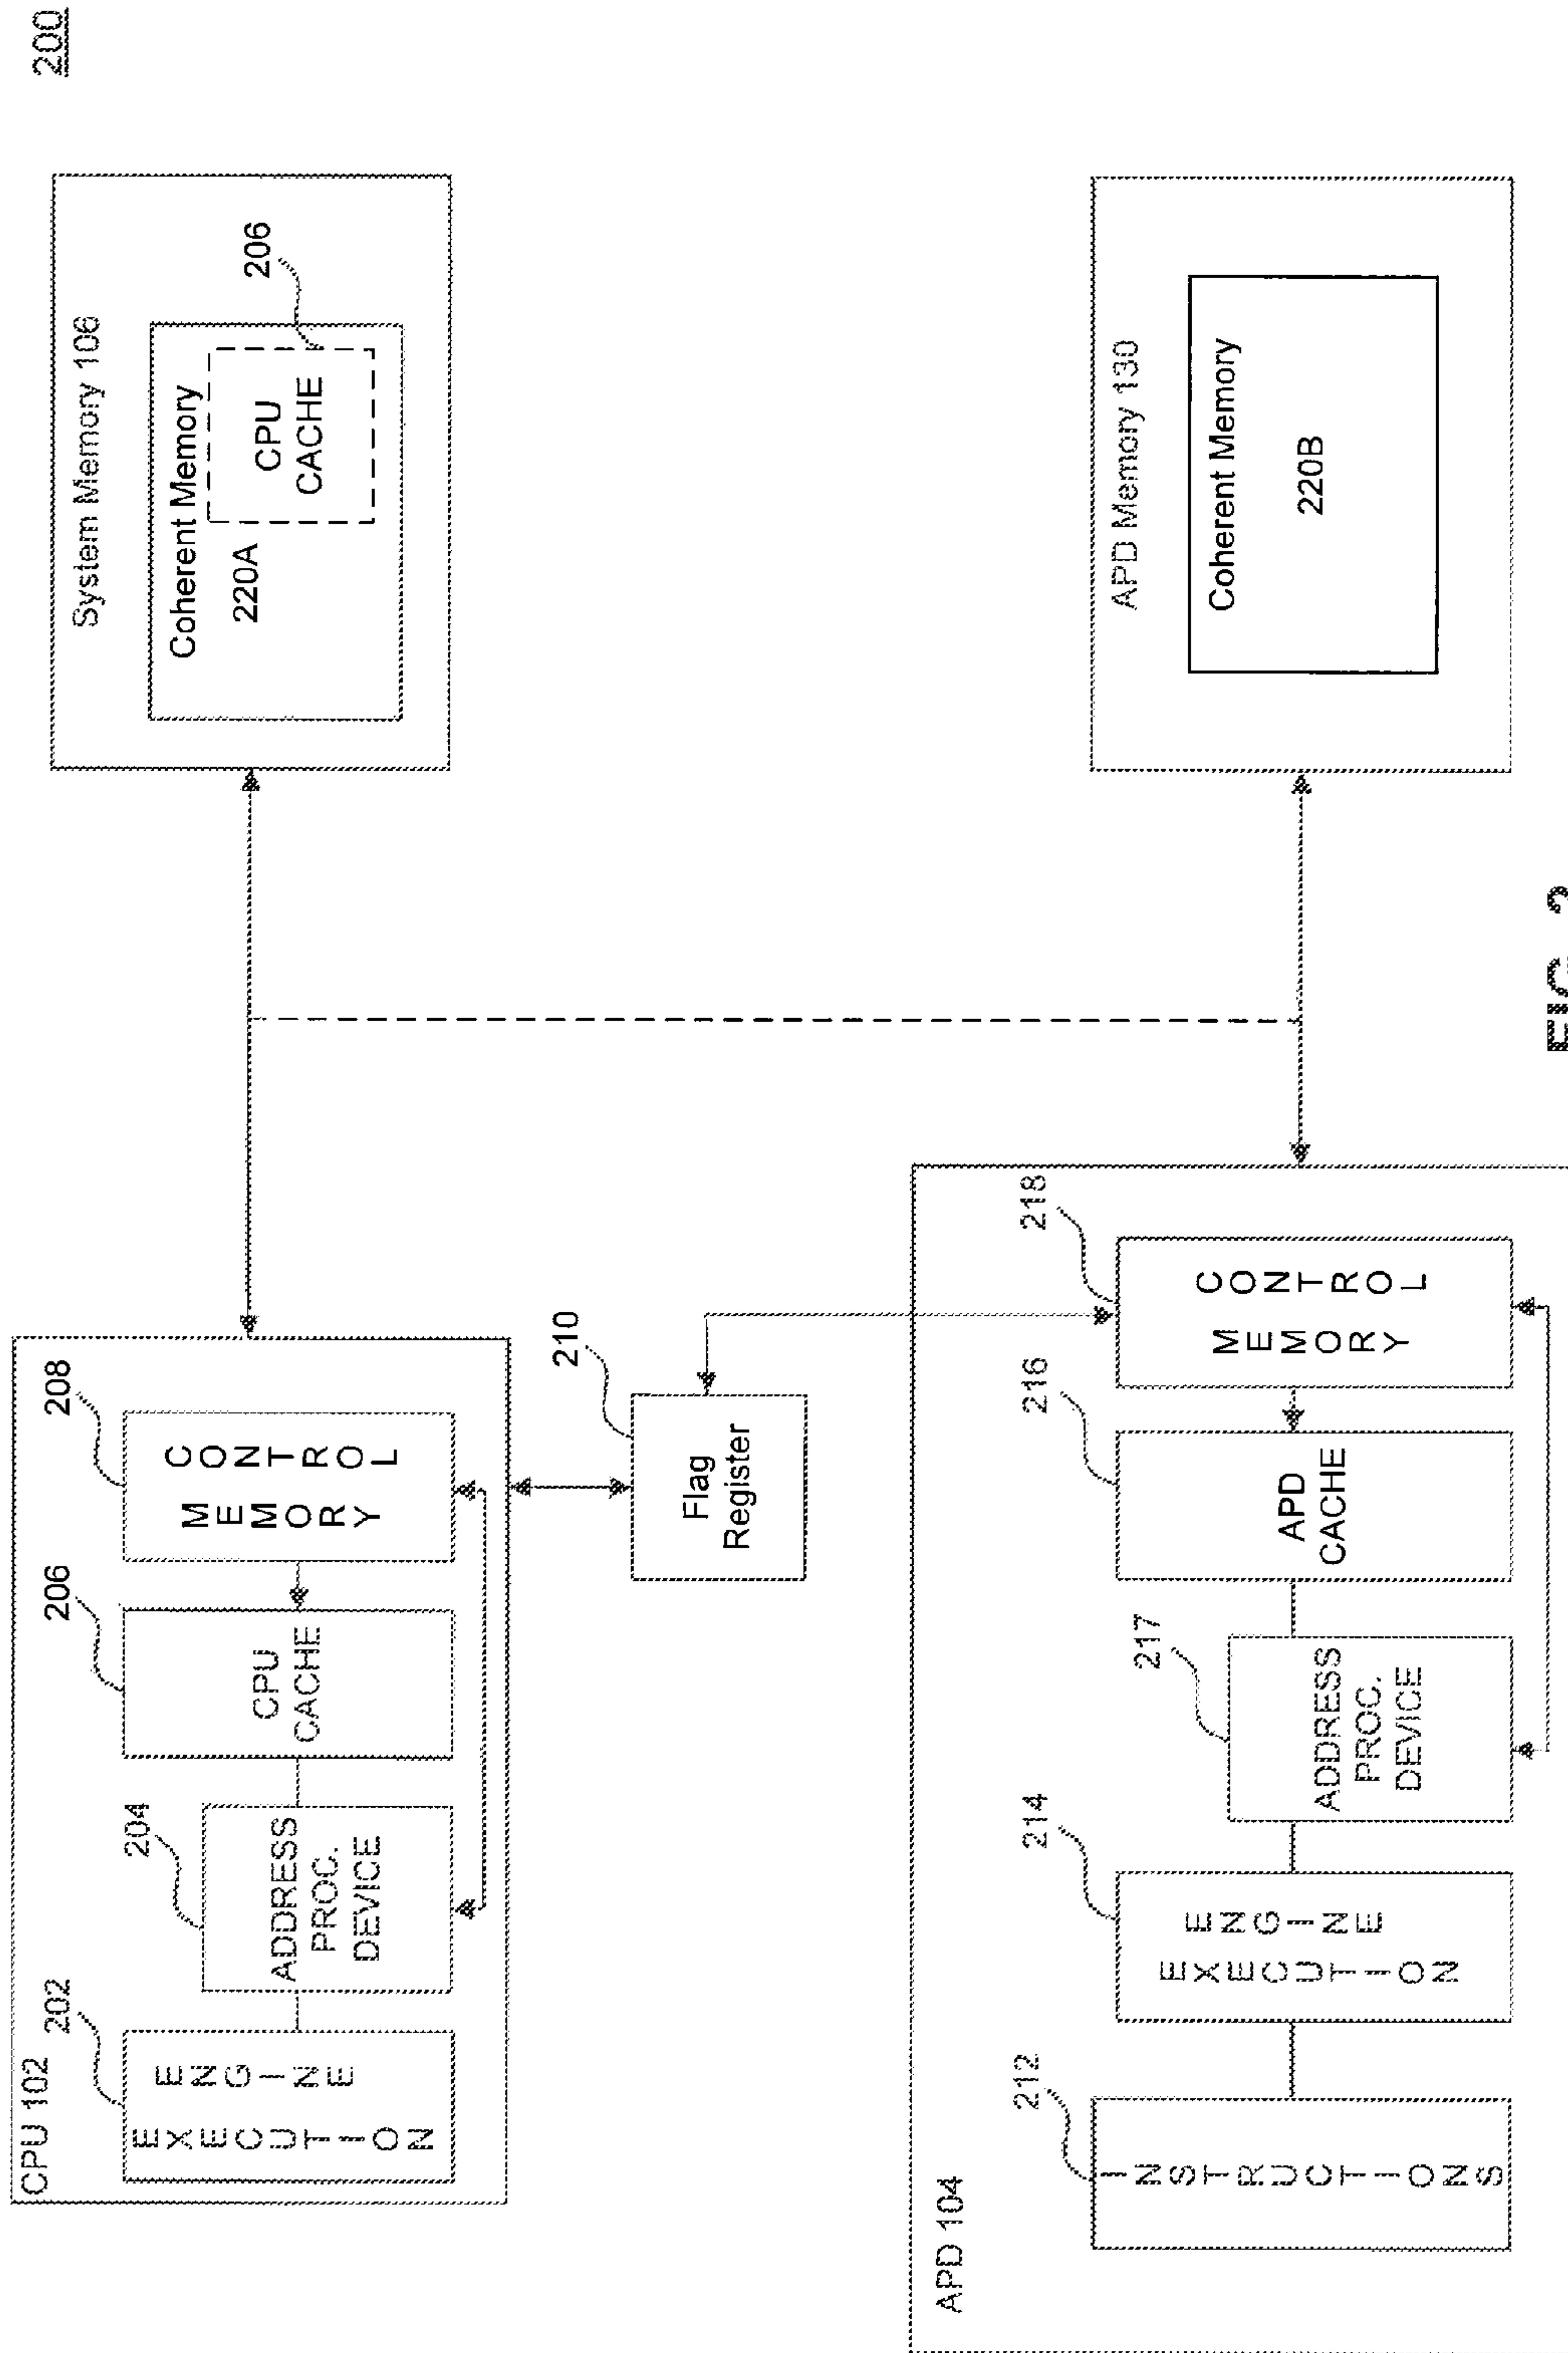 200
CPU 102
202
EXECUTION
ENGINE
204
ADDRESS
PROC.
DEVICE
206
CPU
CACHE
208
MEMORY
CONTROL
System Memory 106
Coherent Memory
220A
CPU
CACHE
206
210
Flag
Register
APD 104
212
INSTRUCTIONS
214
EXECUTION
ENGINE
217
ADDRESS
PROC.
DEVICE
216
APD
CACHE
218
MEMORY
CONTROL
APD Memory 130
Coherent Memory
220B